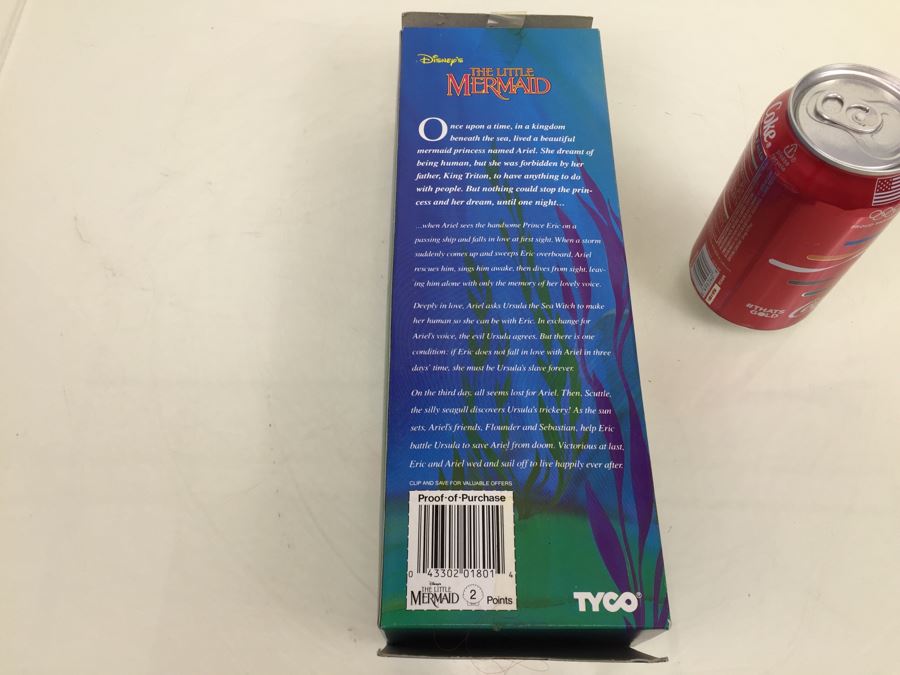 Disney's
THE LITTLE
MERMAID
Once upon a time, in a kingdom
beneath the sea, lived a beautiful
mermaid princess named Ariel. She dreamt of
being human, but she was forbidden by her
father, King Triton, to have anything to do
with people. But nothing could stop the prin-
cess and her dream, until one night...
...when Ariel sees the handsome Prince Eric on a
passing ship and falls in love at first sight. When a storm
suddenly comes up and sweeps Eric overboard, Ariel
rescues him, sings him awake, then dives from sight, leav-
ing him alone with only the memory of her lovely voice.
Deeply in love, Ariel asks Ursula the Sea Witch to make
her human so she can be with Eric. In exchange for
Ariel's voice, the evil Ursula agrees. But there is one
condition: if Eric does not fall in love with Ariel in three
days' time, she must be Ursula's slave forever.
On the third day, all seems lost for Ariel. Then, Scuttle,
the silly seagull discovers Ursula's trickery! As the sun
sets, Ariel's friends, Flounder and Sebastian, help Eric
battle Ursula to save Ariel from doom. Victorious at last,
Eric and Ariel wed and sail off to live happily ever after.
CLIP AND SAVE FOR VALUABLE OFFERS
Proof-of-Purchase
0 43302 01801 4
Disney's
THE LITTLE
MERMAID
2 Points
TYCO®
Coke
#THATS
GOLD